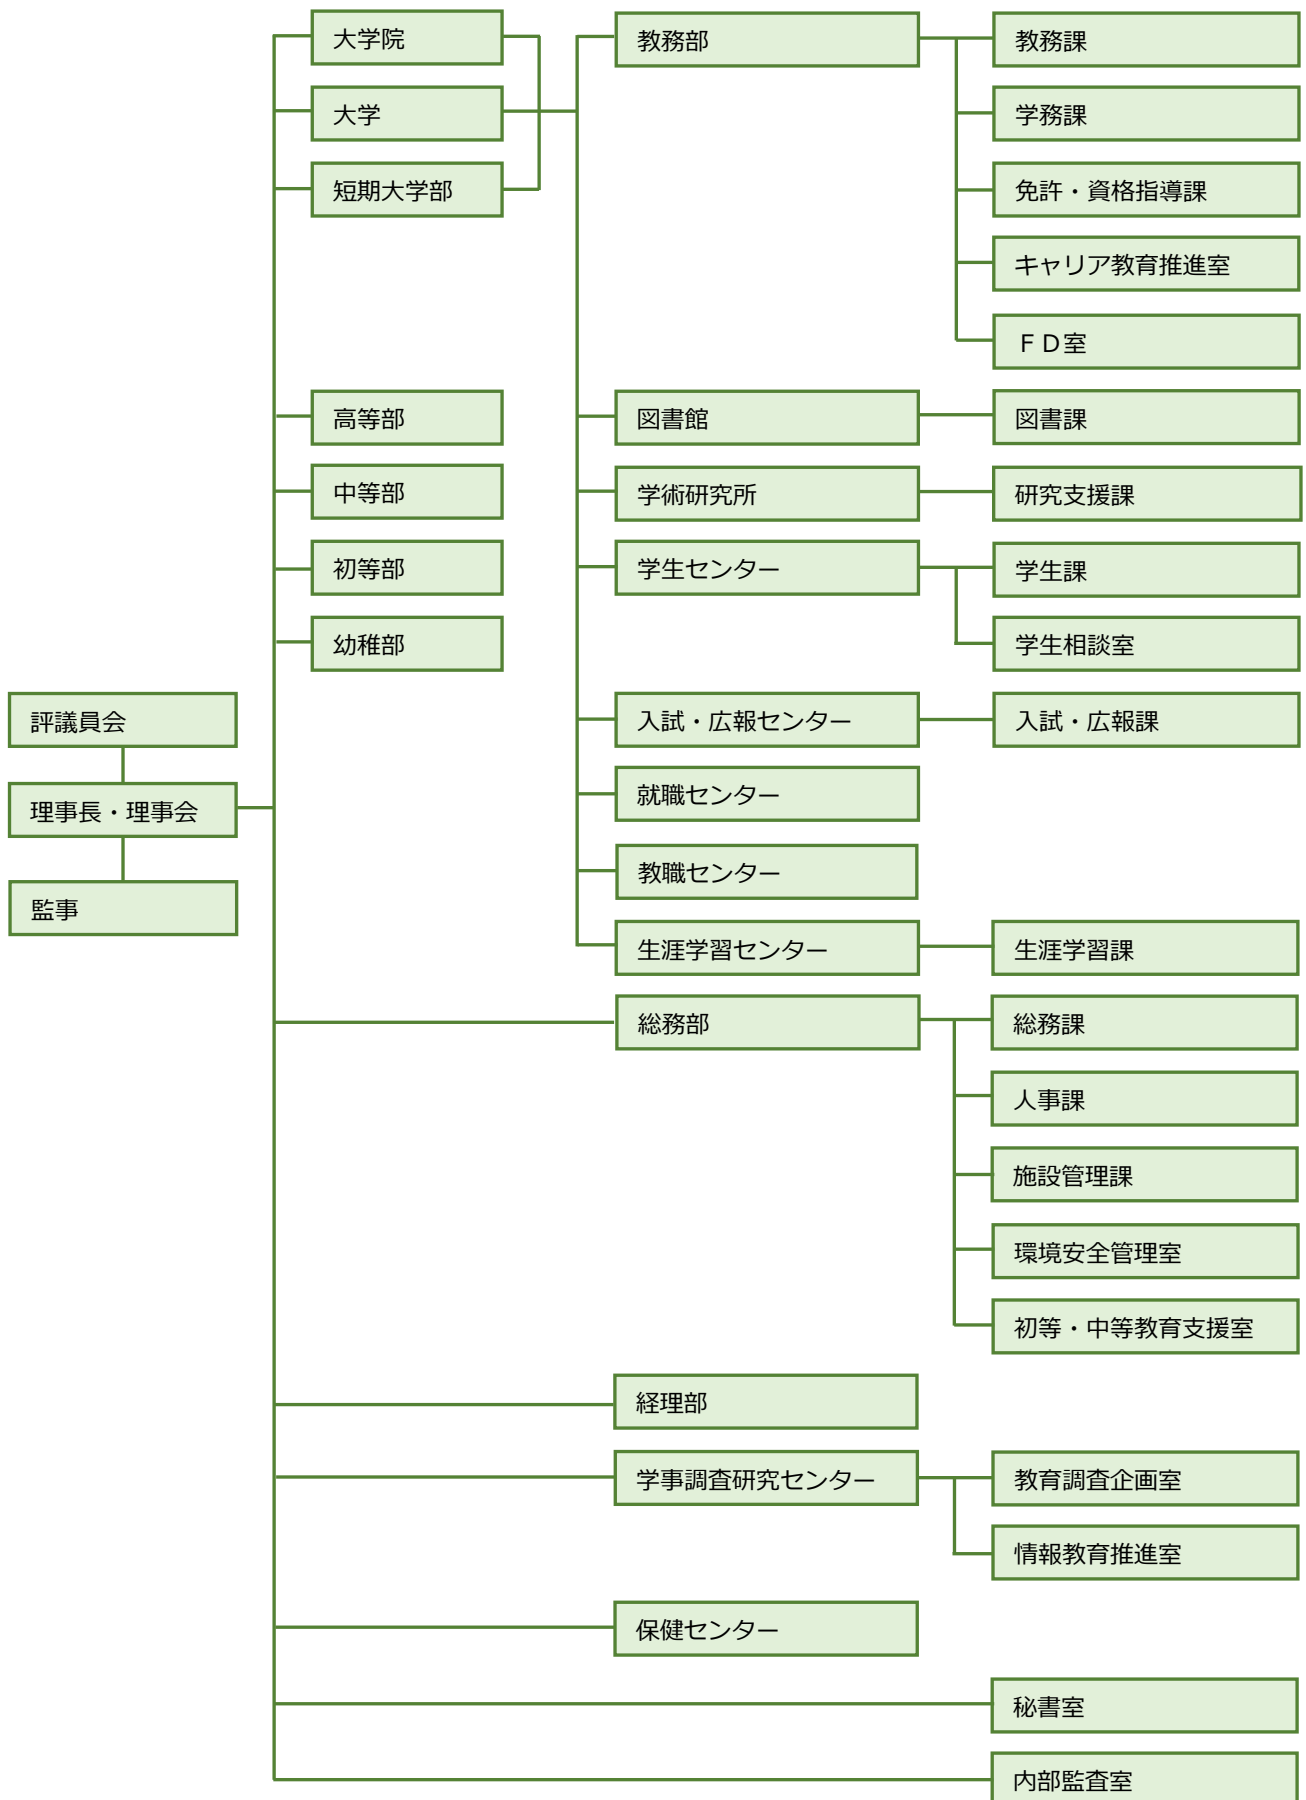 大学院
教務部
教務課
大学
学務課
短期大学部
免許・資格指導課
キャリア教育推進室
ＦＤ室
高等部
図書館
図書課
中等部
学術研究所
研究支援課
初等部
学生センター
学生課
幼稚部
学生相談室
評議員会
入試・広報センター
入試・広報課
理事長・理事会
就職センター
教職センター
監事
生涯学習センター
生涯学習課
総務部
総務課
人事課
施設管理課
環境安全管理室
初等・中等教育支援室
経理部
学事調査研究センター
教育調査企画室
情報教育推進室
保健センター
秘書室
内部監査室